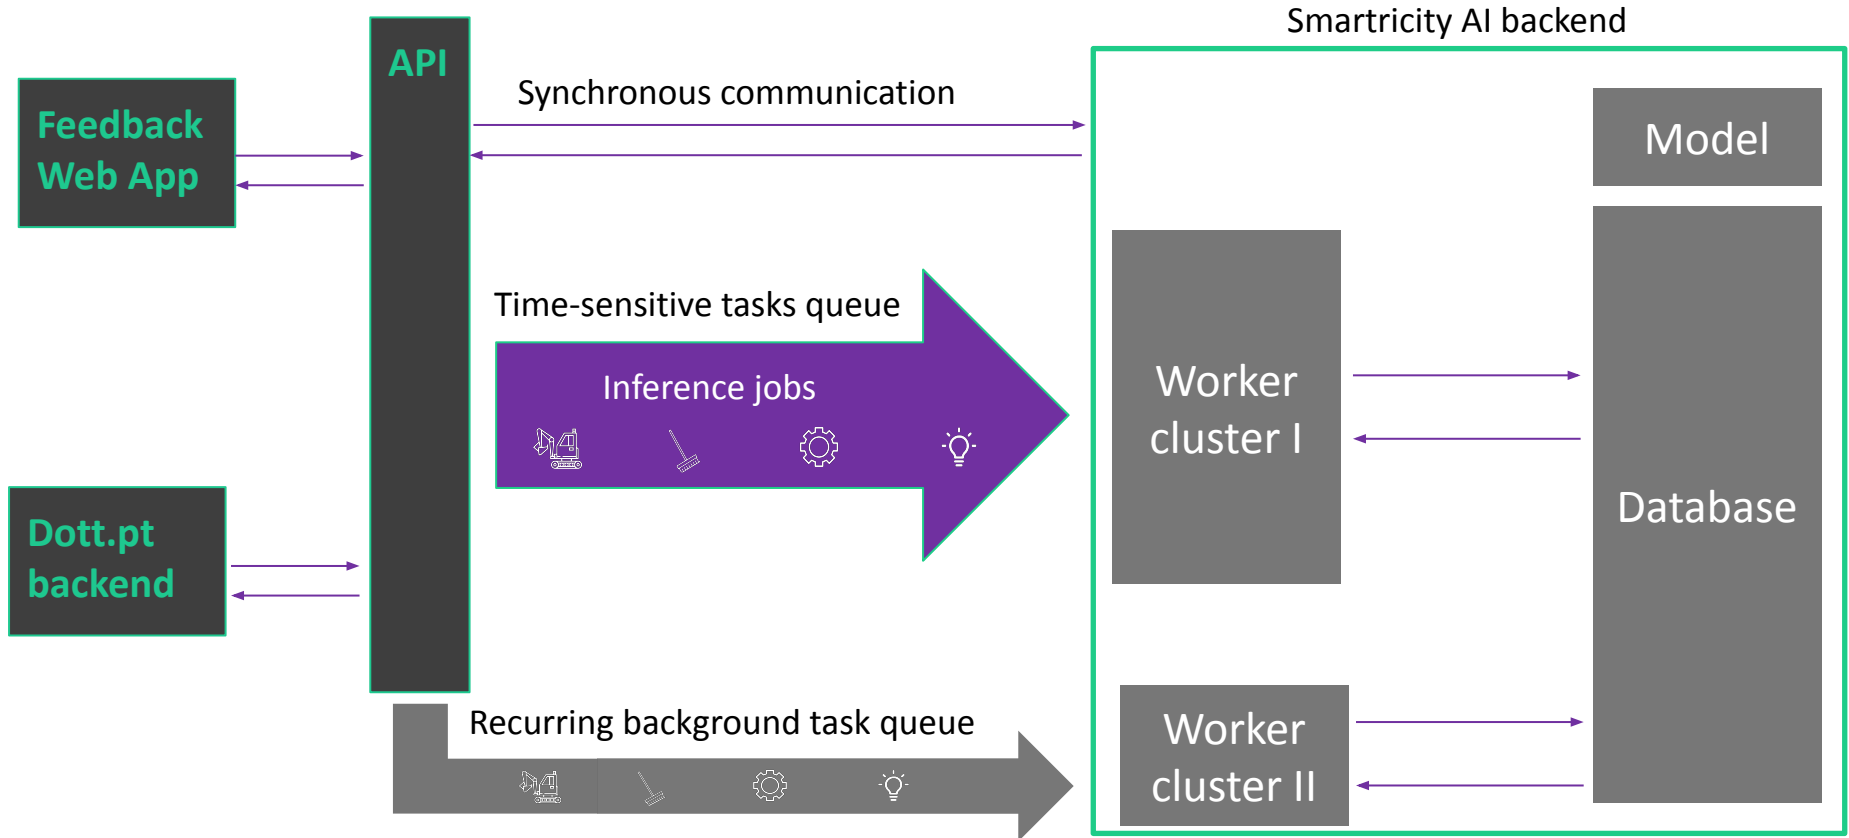 Smartricity AI backend
API
Synchronous communication
Feedback
Web App
Model
Time-sensitive tasks queue
Inference jobs
Worker
cluster I
Database
Dott.pt
backend
Recurring background task queue
Worker
cluster II